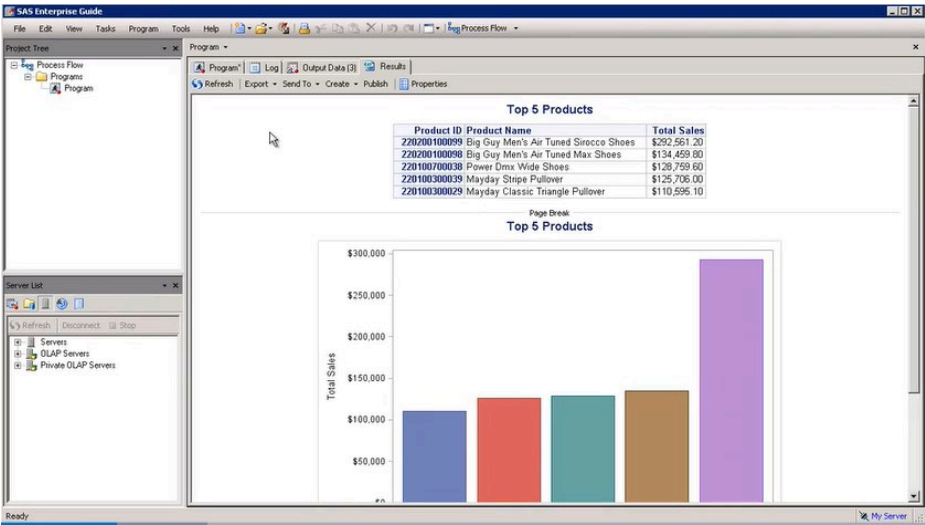 SAS Enterprise Guide
File Edit View Tasks Program Tools Help Process Flow
Project Tree
Process Flow
Programs
Program
Server List
Refresh Disconnect Stop
Servers
OLAP Servers
Private OLAP Servers
Program
Program* Log Output Data (3) Results
Refresh Export Send To Create Publish Properties
Top 5 Products
Product ID Product Name Total Sales
220200100099 Big Guy Men's Air Tuned Sirocco Shoes $292,561.20
220200100098 Big Guy Men's Air Tuned Max Shoes $134,459.80
220100700038 Power Dmx Wide Shoes $128,759.60
220100300039 Mayday Stripe Pullover $125,706.00
220100300029 Mayday Classic Triangle Pullover $110,595.10
Page Break
Top 5 Products
$300,000
$250,000
$200,000
$150,000
$100,000
$50,000
$0
Total Sales
Ready
My Server